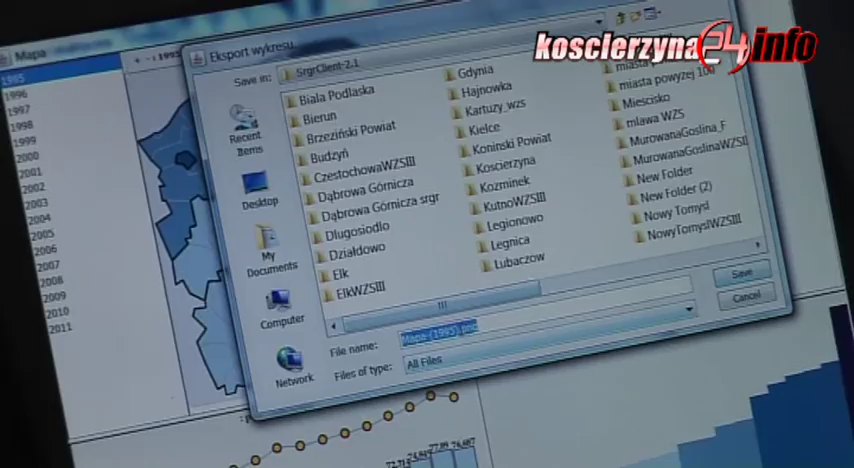 koscierzyna24info
Mapa
1995
1996
1997
1998
1999
2000
2001
2002
2003
2004
2005
2006
2007
2008
2009
2010
2011
Eksport wykresu
Save in:
SrgrClient-2.1
Recent
Items
Desktop
My
Documents
Computer
Network
Biala Podlaska
Bierun
Brzeziński Powiat
Budzyń
CzestochowaWZSIII
Dąbrowa Górnicza
Dąbrowa Górnicza srgr
Dlugosiodlo
Działdowo
Elk
ElkWZSIII
Gdynia
Hajnowka
Kartuzy_wzs
Kielce
Koninski Powiat
Koscierzyna
Kozminek
KutnoWZSIII
Legionowo
Legnica
Lubaczow
miasta powyzej 100
Miescisko
mlawa WZS
MurowanaGoslina_F
MurowanaGoslinaWZSII
New Folder
New Folder (2)
Nowy Tomysl
NowyTomyslWZSIII
File name:
Mapa-(1995).png
Files of type:
All Files
Save
Cancel